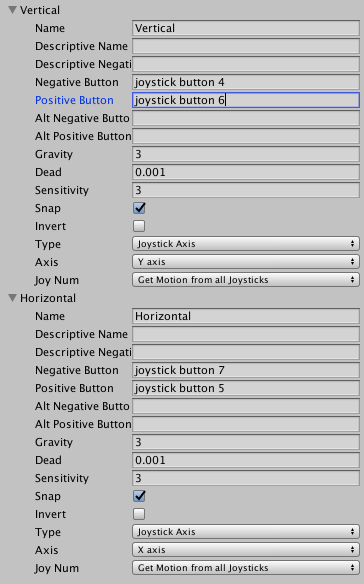 Vertical
Name Vertical
Descriptive Name
Descriptive Negati
Negative Button joystick button 4
Positive Button joystick button 6
Alt Negative Butto
Alt Positive Button
Gravity 3
Dead 0.001
Sensitivity 3
Snap
Invert
Type Joystick Axis
Axis Y axis
Joy Num Get Motion from all Joysticks
Horizontal
Name Horizontal
Descriptive Name
Descriptive Negati
Negative Button joystick button 7
Positive Button joystick button 5
Alt Negative Butto
Alt Positive Button
Gravity 3
Dead 0.001
Sensitivity 3
Snap
Invert
Type Joystick Axis
Axis X axis
Joy Num Get Motion from all Joysticks